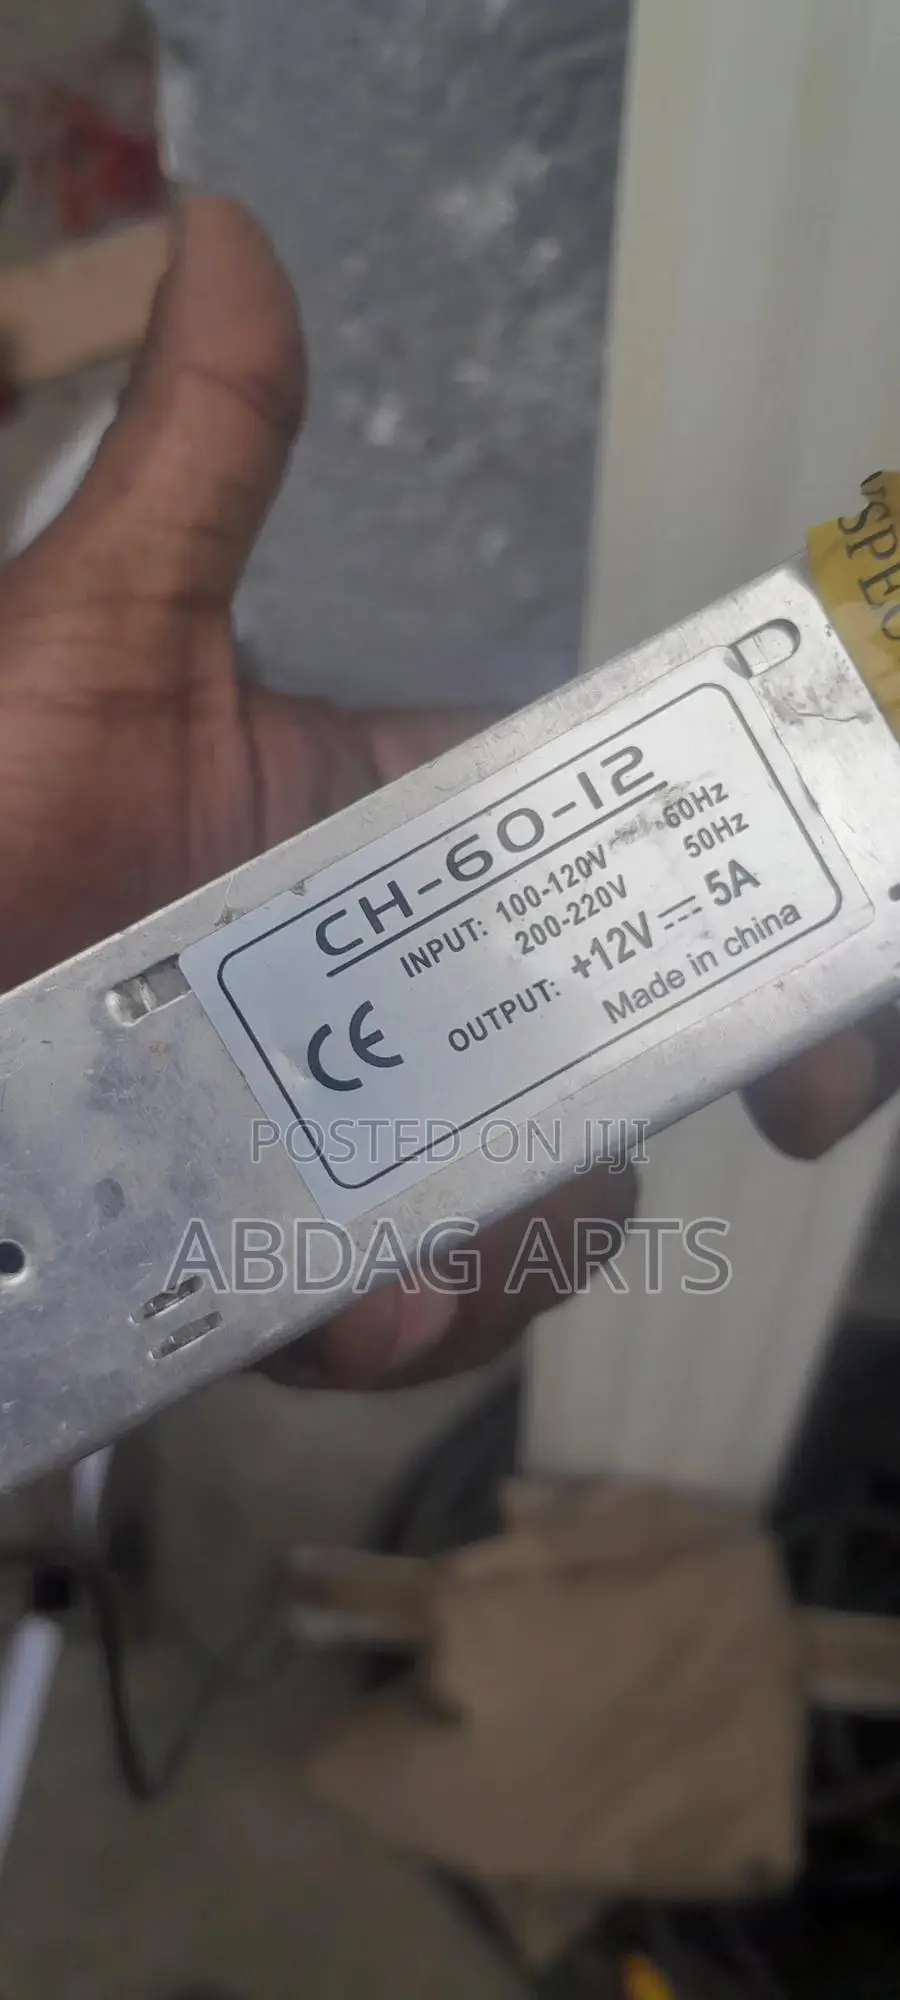 SPEC
CH-60-12
INPUT: 100-120V 60Hz
200-220V 50Hz
OUTPUT: +12V 5A
Made in china
CE
POSTED ON JIJI
ABDAG ARTS